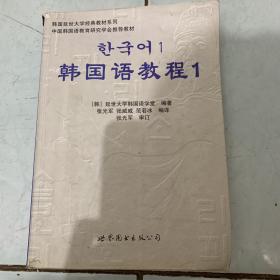 韩国延世大学经典教材系列
中国韩国语教育研究学会推荐教材
한국어 1
韩国语教程1
［韩］延世大学韩国语学堂 编著
张光军 张威威 范若冰 编译
张光军 审订
世界图书出版公司